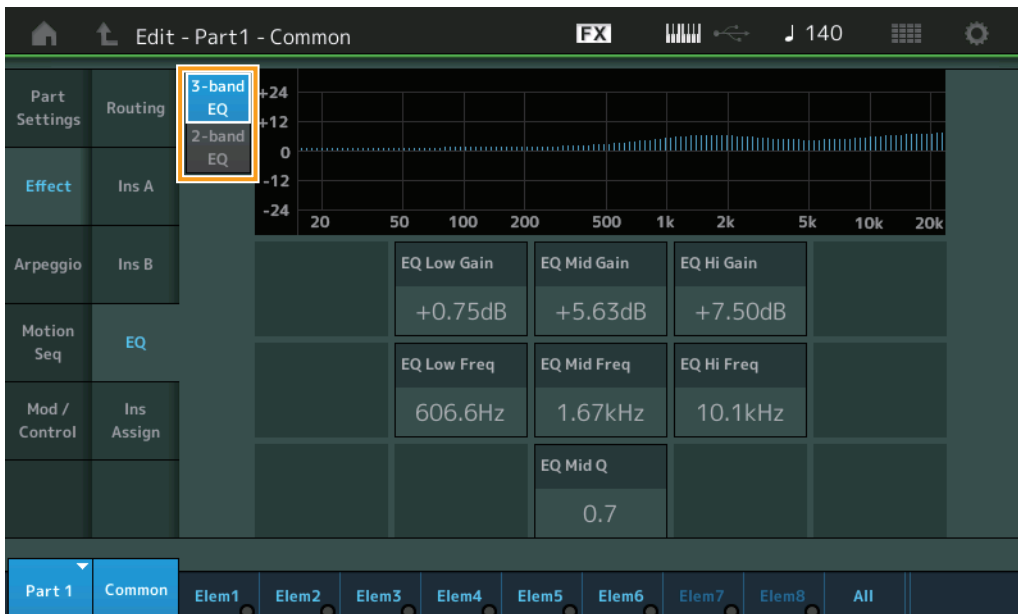 Edit - Part1 - Common
FX
♩ 140
Part
Settings
Effect
Arpeggio
Motion
Seq
Mod /
Control
Routing
Ins A
Ins B
EQ
Ins
Assign
3-band
EQ
2-band
EQ
+24
+12
0
-12
-24
20 50 100 200 500 1k 2k 5k 10k 20k
EQ Low Gain
+0.75dB
EQ Mid Gain
+5.63dB
EQ Hi Gain
+7.50dB
EQ Low Freq
606.6Hz
EQ Mid Freq
1.67kHz
EQ Hi Freq
10.1kHz
EQ Mid Q
0.7
Part 1 Common Elem1 Elem2 Elem3 Elem4 Elem5 Elem6 Elem7 Elem8 All